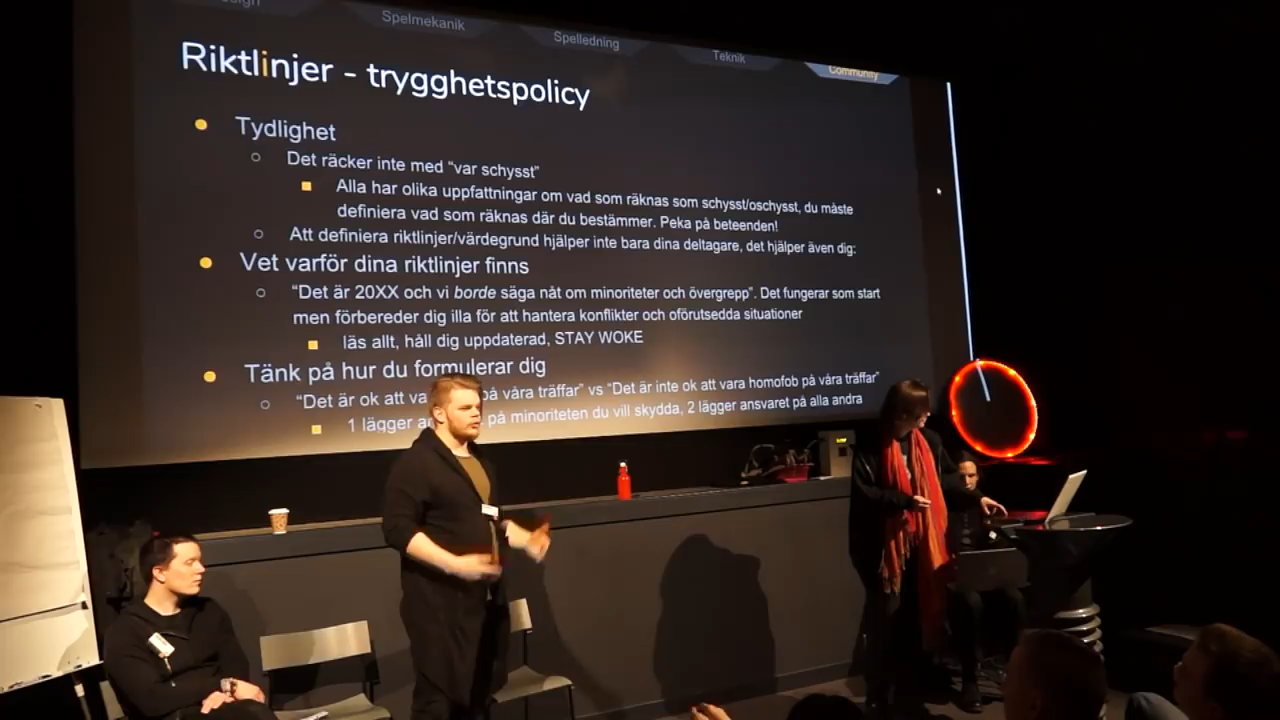 Spelmekanik
Spelledning
Teknik
Community
Riktlinjer - trygghetspolicy
Tydlighet
Det räcker inte med “var schysst”
Alla har olika uppfattningar om vad som räknas som schysst/oschysst, du måste
definiera vad som räknas där du bestämmer. Peka på beteenden!
Att definiera riktlinjer/värdegrund hjälper inte bara dina deltagare, det hjälper även dig:
Vet varför dina riktlinjer finns
“Det är 20XX och vi borde säga nåt om minoriteter och övergrepp”. Det fungerar som start
men förbereder dig illa för att hantera konflikter och oförutsedda situationer
läs allt, håll dig uppdaterad, STAY WOKE
Tänk på hur du formulerar dig
“Det är ok att på våra träffar” vs “Det är inte ok att vara homofob på våra träffar”
1 lägger på minoriteten du vill skydda, 2 lägger ansvaret på alla andra